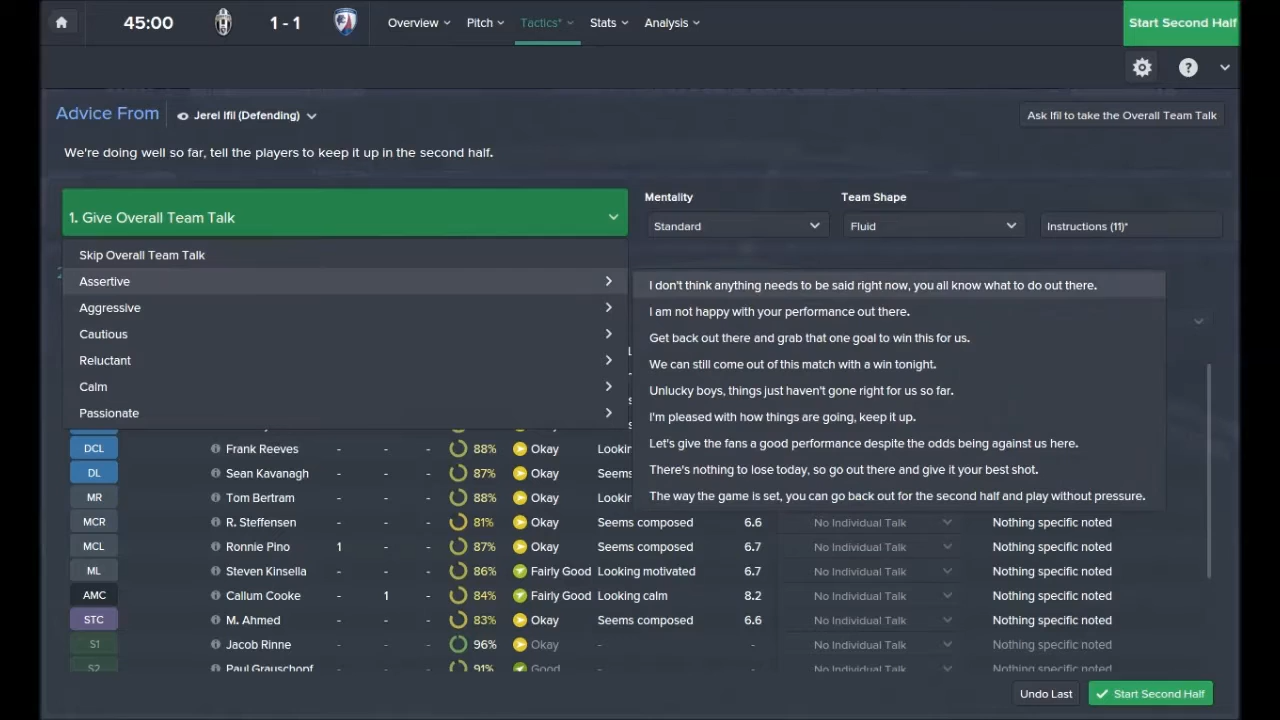 45:00 1 - 1 Overview Pitch Tactics* Stats Analysis Start Second Half
?
Advice From Jerel Ifil (Defending) Ask Ifil to take the Overall Team Talk
We're doing well so far, tell the players to keep it up in the second half.
Mentality Team Shape
1. Give Overall Team Talk Standard Fluid Instructions (11)*
Skip Overall Team Talk
Assertive
Aggressive
Cautious
Reluctant
Calm
Passionate
I don't think anything needs to be said right now, you all know what to do out there.
I am not happy with your performance out there.
Get back out there and grab that one goal to win this for us.
We can still come out of this match with a win tonight.
Unlucky boys, things just haven't gone right for us so far.
I'm pleased with how things are going, keep it up.
Let's give the fans a good performance despite the odds being against us here.
There's nothing to lose today, so go out there and give it your best shot.
The way the game is set, you can go back out for the second half and play without pressure.
DCL Frank Reeves - - - 88% Okay
DL Sean Kavanagh - - - 87% Okay Seems
MR Tom Bertram - - - 88% Okay
MCR R. Steffensen - - - 81% Okay Seems composed 6.6 No Individual Talk Nothing specific noted
MCL Ronnie Pino 1 - - 87% Okay Seems composed 6.7 No Individual Talk Nothing specific noted
ML Steven Kinsella - - - 86% Fairly Good Looking motivated 6.7 No Individual Talk Nothing specific noted
AMC Callum Cooke - 1 - 84% Fairly Good Looking calm 8.2 No Individual Talk Nothing specific noted
STC M. Ahmed - - - 83% Okay Seems composed 6.6 No Individual Talk Nothing specific noted
S1 Jacob Rinne - - - 96% Okay - - No Individual Talk Nothing specific noted
S2 Paul Grauschopf - - - 91% Good - - No Individual Talk Nothing specific noted
Undo Last Start Second Half